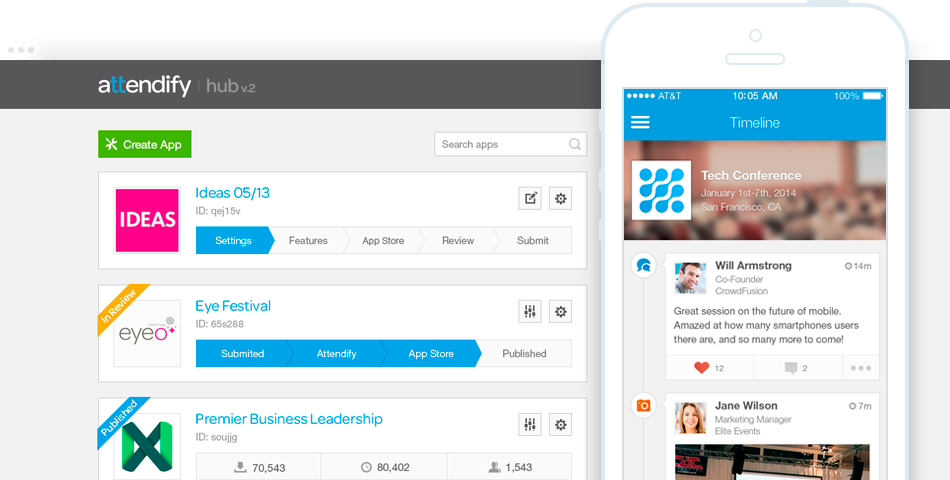 attendify hub v.2
Create App
Search apps
IDEAS
Ideas 05/13
ID: qej15v
Settings
Features
App Store
Review
Submit
In Review
eyeo
FESTIVAL
Eye Festival
ID: 65s288
Submited
Attendify
App Store
Published
Published
Premier Business Leadership
ID: soujjg
70,543
80,402
1,543
AT&T 10:05 AM 100%
Timeline
Tech Conference
January 1st-7th, 2014
San Francisco, CA
Will Armstrong 14m
Co-Founder
CrowdFusion
Great session on the future of mobile.
Amazed at how many smartphones users
there are, and so many more to come!
12
2
Jane Wilson 7m
Marketing Manager
Elite Events